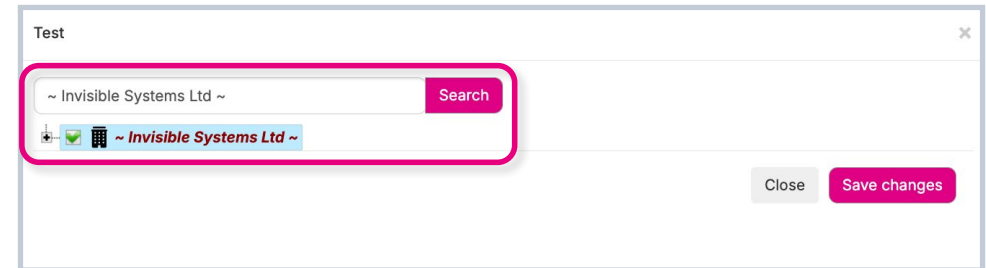 Test
~ Invisible Systems Ltd ~ Search
~ Invisible Systems Ltd ~
Close Save changes